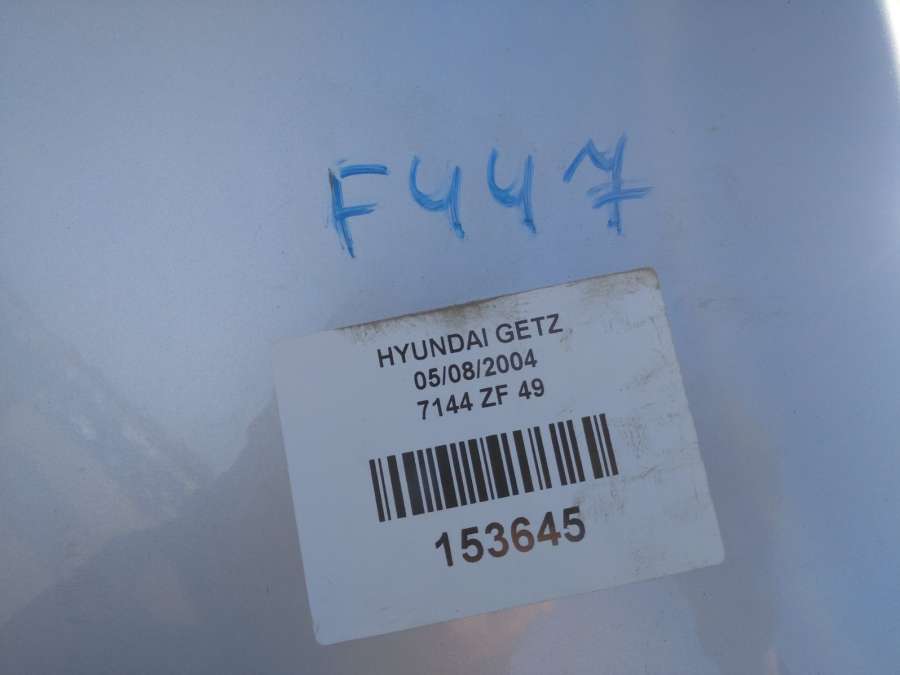 F447
HYUNDAI GETZ
05/08/2004
7144 ZF 49
153645